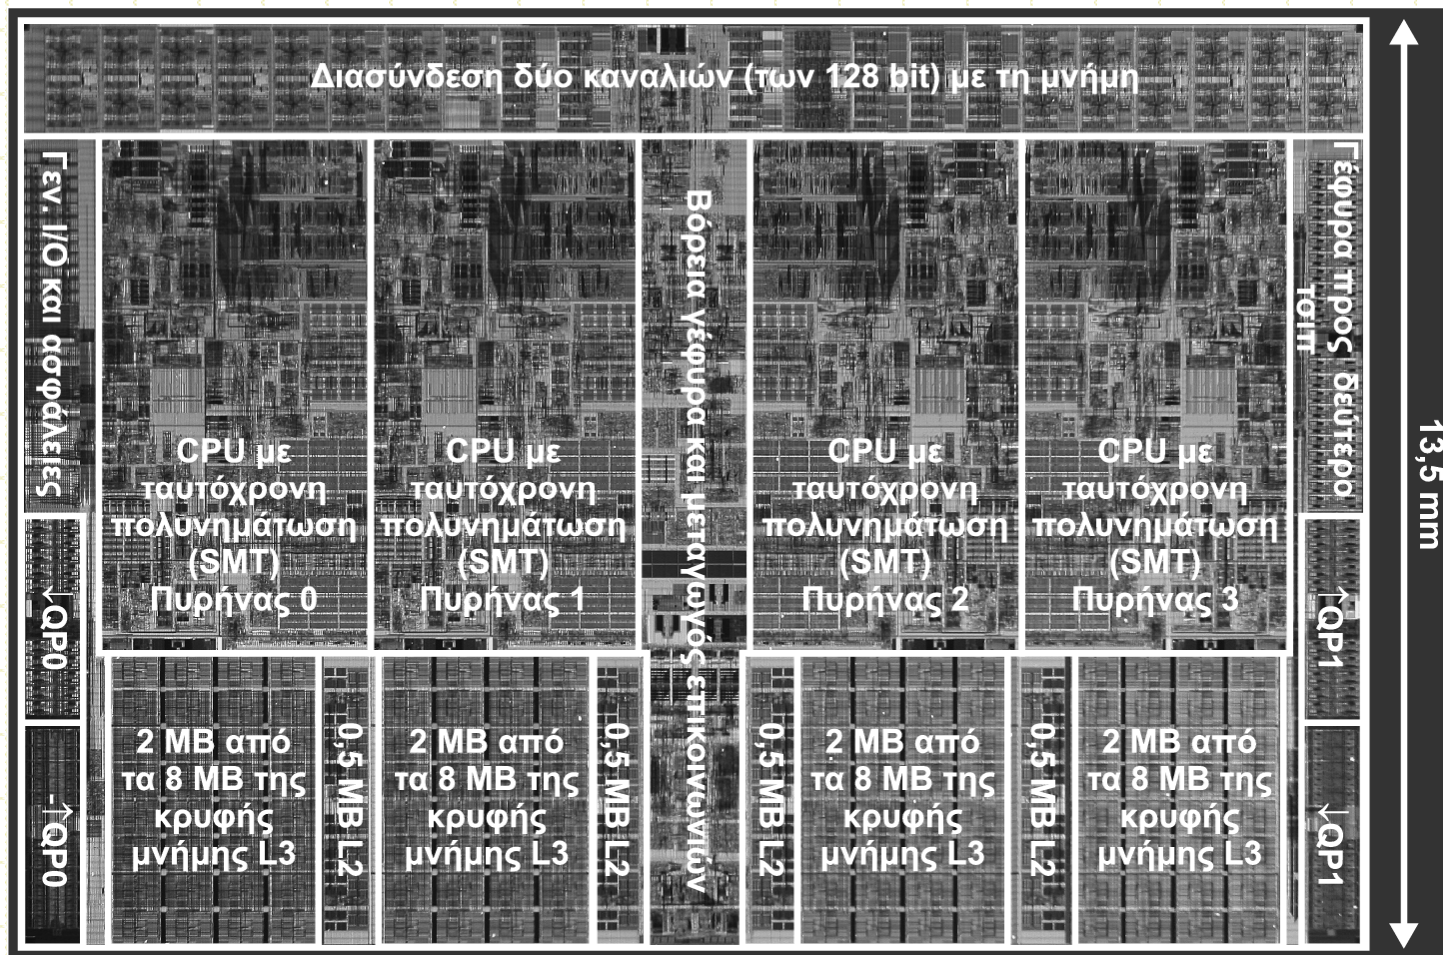 Διασύνδεση δύο καναλιών (των 128 bit) με τη μνήμη
Γεν. I/O και ασφάλειες
CPU με
ταυτόχρονη
πολυνημάτωση
(SMT)
Πυρήνας 0
CPU με
ταυτόχρονη
πολυνημάτωση
(SMT)
Πυρήνας 1
Βόρεια γέφυρα και μεταγωγός επικοινωνιών
CPU με
ταυτόχρονη
πολυνημάτωση
(SMT)
Πυρήνας 2
CPU με
ταυτόχρονη
πολυνημάτωση
(SMT)
Πυρήνας 3
Γέφυρα προς δεύτερο
τσιπ
13,5 mm
↓QP0
↑QP1
-↑QP0
2 MB από
τα 8 MB της
κρυφής
μνήμης L3
0,5 MB L2
2 MB από
τα 8 MB της
κρυφής
μνήμης L3
0,5 MB L2
0,5 MB L2
2 MB από
τα 8 MB της
κρυφής
μνήμης L3
0,5 MB L2
2 MB από
τα 8 MB της
κρυφής
μνήμης L3
↓QP1